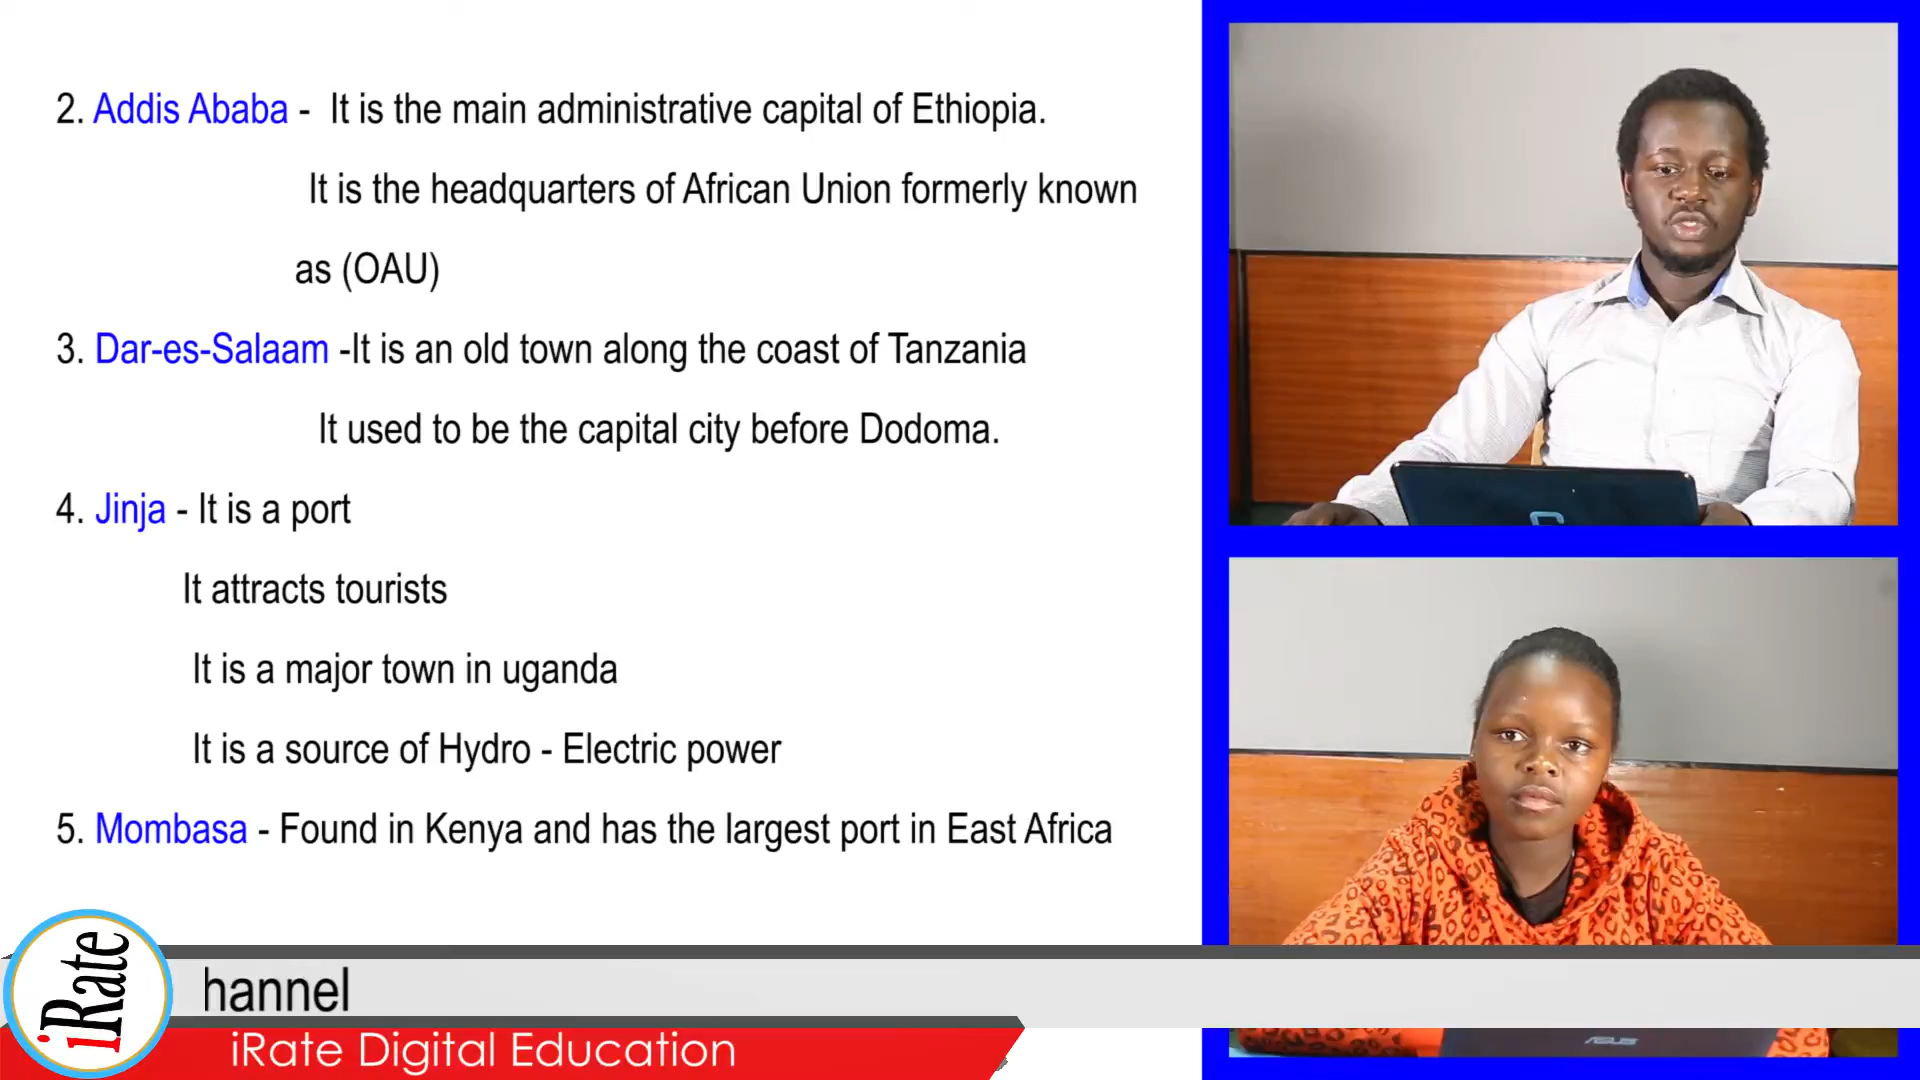 2. Addis Ababa - It is the main administrative capital of Ethiopia.
It is the headquarters of African Union formerly known
as (OAU)
3. Dar-es-Salaam -It is an old town along the coast of Tanzania
It used to be the capital city before Dodoma.
4. Jinja - It is a port
It attracts tourists
It is a major town in uganda
It is a source of Hydro - Electric power
5. Mombasa - Found in Kenya and has the largest port in East Africa
iRate
hannel
iRate Digital Education
ASUS